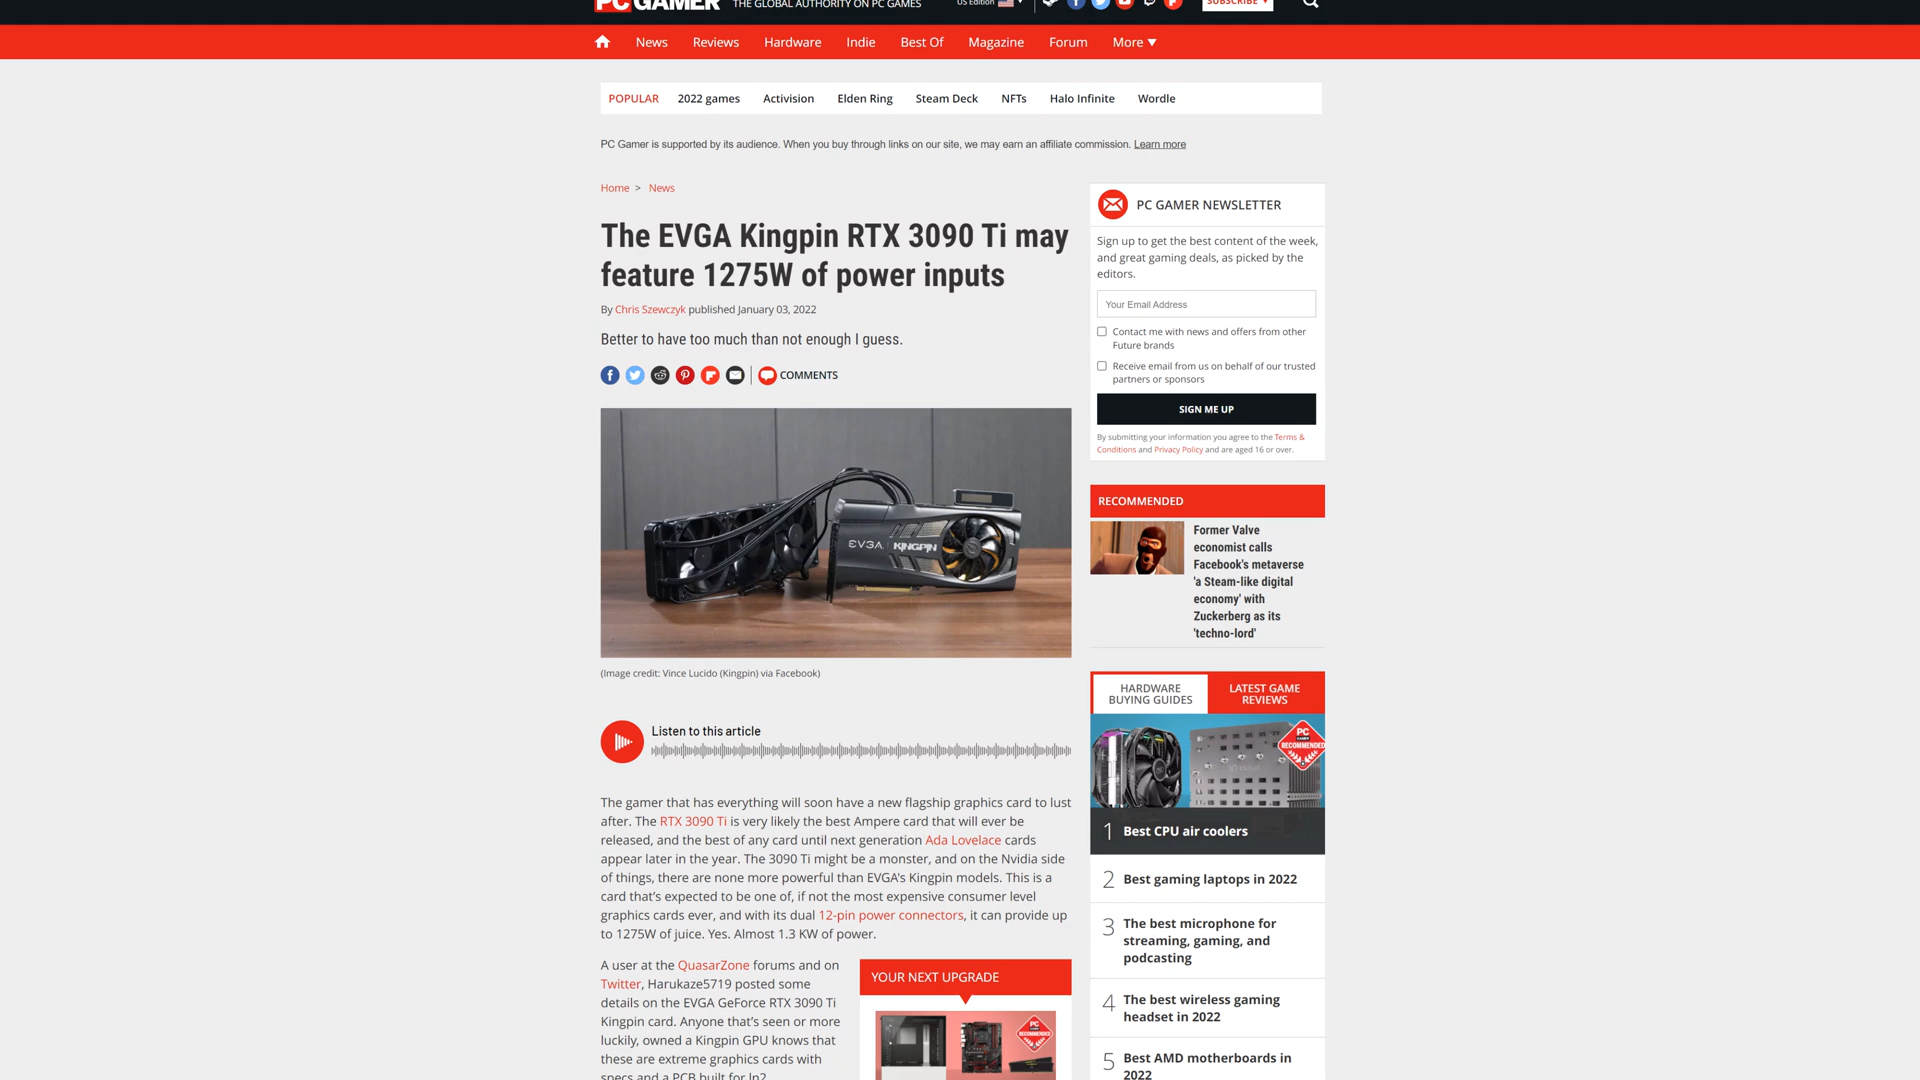 PC GAMER THE GLOBAL AUTHORITY ON PC GAMES US Edition SUBSCRIBE ▼
News Reviews Hardware Indie Best Of Magazine Forum More ▼
POPULAR 2022 games Activision Elden Ring Steam Deck NFTs Halo Infinite Wordle
PC Gamer is supported by its audience. When you buy through links on our site, we may earn an affiliate commission. Learn more
Home > News
The EVGA Kingpin RTX 3090 Ti may
feature 1275W of power inputs
By Chris Szewczyk published January 03, 2022
Better to have too much than not enough I guess.
COMMENTS
EVGA KINGPIN
(Image credit: Vince Lucido (Kingpin) via Facebook)
Listen to this article
The gamer that has everything will soon have a new flagship graphics card to lust
after. The RTX 3090 Ti is very likely the best Ampere card that will ever be
released, and the best of any card until next generation Ada Lovelace cards
appear later in the year. The 3090 Ti might be a monster, and on the Nvidia side
of things, there are none more powerful than EVGA's Kingpin models. This is a
card that's expected to be one of, if not the most expensive consumer level
graphics cards ever, and with its dual 12-pin power connectors, it can provide up
to 1275W of juice. Yes. Almost 1.3 KW of power.
A user at the QuasarZone forums and on
Twitter, Harukaze5719 posted some
details on the EVGA GeForce RTX 3090 Ti
Kingpin card. Anyone that's seen or more
luckily, owned a Kingpin GPU knows that
these are extreme graphics cards with
specs and a PCB built for ln2
YOUR NEXT UPGRADE
PC GAMER RECOMMENDED
PC GAMER NEWSLETTER
Sign up to get the best content of the week,
and great gaming deals, as picked by the
editors.
Your Email Address
Contact me with news and offers from other
Future brands
Receive email from us on behalf of our trusted
partners or sponsors
SIGN ME UP
By submitting your information you agree to the Terms &
Conditions and Privacy Policy and are aged 16 or over.
RECOMMENDED
Former Valve
economist calls
Facebook's metaverse
'a Steam-like digital
economy' with
Zuckerberg as its
'techno-lord'
HARDWARE
BUYING GUIDES
LATEST GAME
REVIEWS
PC GAMER RECOMMENDED
1 Best CPU air coolers
2 Best gaming laptops in 2022
3 The best microphone for
streaming, gaming, and
podcasting
4 The best wireless gaming
headset in 2022
5 Best AMD motherboards in
2022